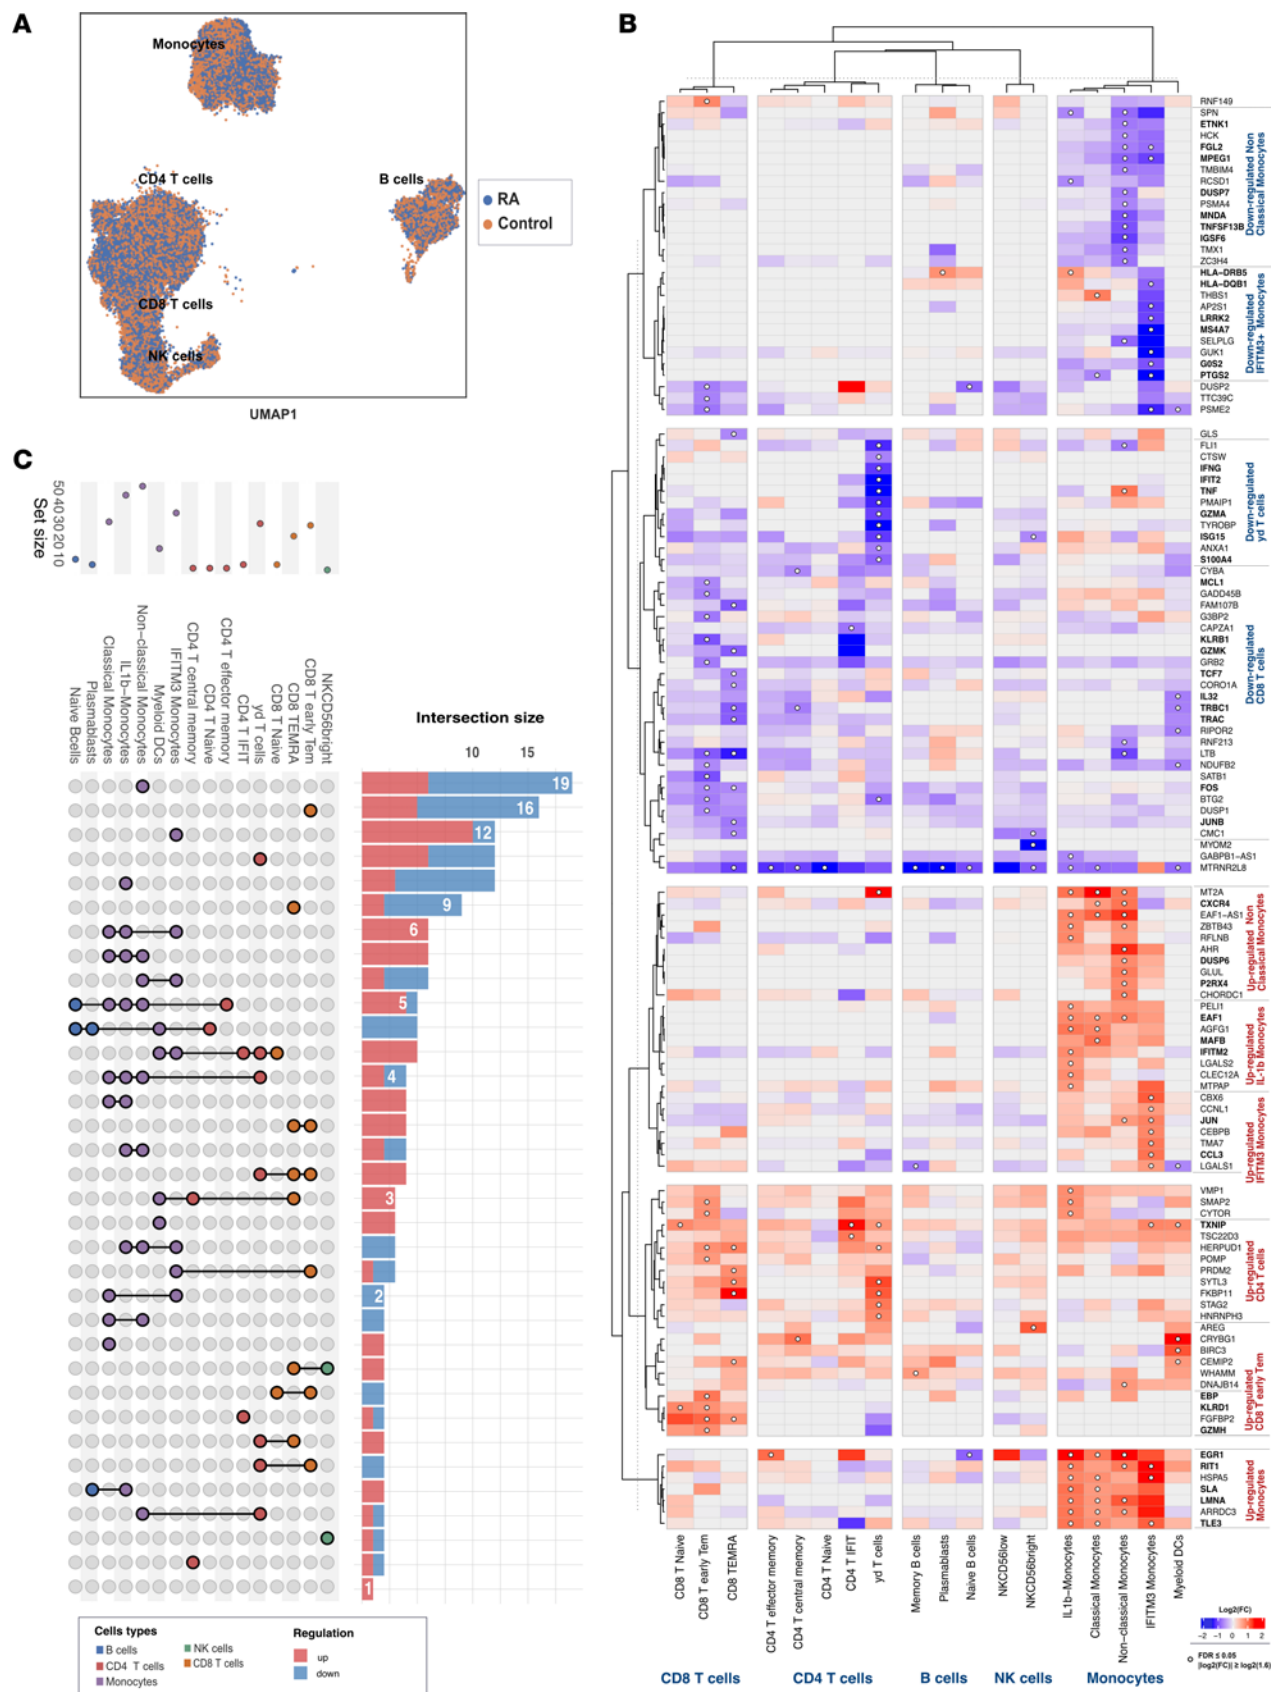 A
Monocytes
CD4 T cells
B cells
CD8 T cells
NK cells
UMAP1
RA
Control
B
RNF149
SPN
ETNK1
HCK
FGL2
MPEG1
TMBIM4
RCSD1
DUSP7
PSMA4
MNDA
TNFSF13B
IGSF6
TMX1
ZC3H4
HLA-DRB5
HLA-DQB1
THBS1
AP2S1
LRRK2
MS4A7
SELPLG
GUK1
G0S2
PTGS2
DUSP2
TTC39C
PSME2
GLS
FLI1
CTSW
IFNG
IFIT2
TNF
PMAIP1
GZMA
TYROBP
ISG15
ANXA1
S100A4
CYBA
MCL1
GADD45B
FAM107B
G3BP2
CAPZA1
KLRB1
GZMK
GRB2
TCF7
CORO1A
IL32
TRBC1
TRAC
RIPOR2
RNF213
LTB
NDUFB2
SATB1
FOS
BTG2
DUSP1
JUNB
CMC1
MYOM2
GABPB1-AS1
MTRNR2L8
MT2A
CXCR4
EAF1-AS1
ZBTB43
RFLNB
AHR
DUSP6
GLUL
P2RX4
CHORDC1
PELI1
EAF1
AGFG1
MAFB
IFITM2
LGALS2
CLEC12A
MTPAP
CBX6
CCNL1
JUN
CEBPB
TMA7
CCL3
LGALS1
VMP1
SMAP2
CYTOR
TXNIP
TSC22D3
HERPUD1
POMP
PRDM2
SYTL3
FKBP11
STAG2
HNRNPH3
AREG
CRYBG1
BIRC3
CEMIP2
WHAMM
DNAJB14
EBP
KLRD1
FGFBP2
GZMH
EGR1
RIT1
HSPA5
SLA
LMNA
ARRDC3
TLE3
Down-regulated Non
Classical Monocytes
Down-regulated
IFITM3+ Monocytes
Down-regulated
yd T cells
Down-regulated
CD8 T cells
Up-regulated Non
Classical Monocytes
Up-regulated
IL-1b Monocytes
Up-regulated
IFITM3 Monocytes
Up-regulated
CD4 T cells
Up-regulated
CD8 T early Tem
Up-regulated
Monocytes
CD8 T Naive
CD8 T early Tem
CD8 TEMRA
CD4 T effector memory
CD4 T central memory
CD4 T Naive
CD4 T IFIT
yd T cells
Memory B cells
Plasmablasts
Naive B cells
NKCD56low
NKCD56bright
IL1b-Monocytes
Classical Monocytes
Non-classical Monocytes
IFITM3 Monocytes
Myeloid DCs
CD8 T cells
CD4 T cells
B cells
NK cells
Monocytes
Log2(FC)
-2 -1 0 1 2
FDR ≤ 0.05
|log2(FC)| ≥ log2(1.6)
C
Set size
50 40 30 20 10
Naive Bcells
Plasmablasts
Classical Monocytes
IL1b-Monocytes
Non-classical Monocytes
Myeloid DCs
IFITM3 Monocytes
CD4 T central memory
CD4 T Naive
CD4 T effector memory
CD4 T IFIT
yd T cells
CD8 T Naive
CD8 TEMRA
CD8 T early Tem
NKCD56bright
Intersection size
10 15
19
16
12
9
6
5
4
3
2
1
Cells types
B cells
CD4 T cells
Monocytes
NK cells
CD8 T cells
Regulation
up
down